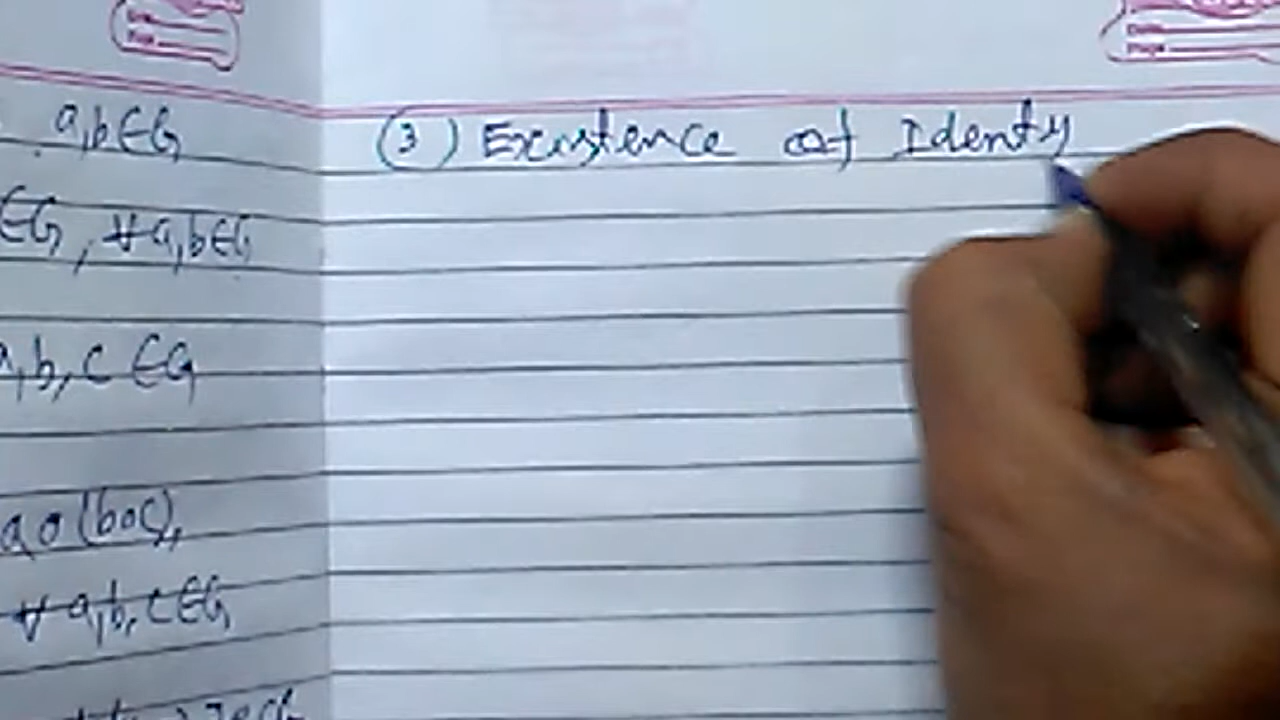 a,b∈G
∈G, ∀a,b∈G
a,b,c∈G
ao(boc),
∀ a,b,c∈G
(3) Existence of Identy